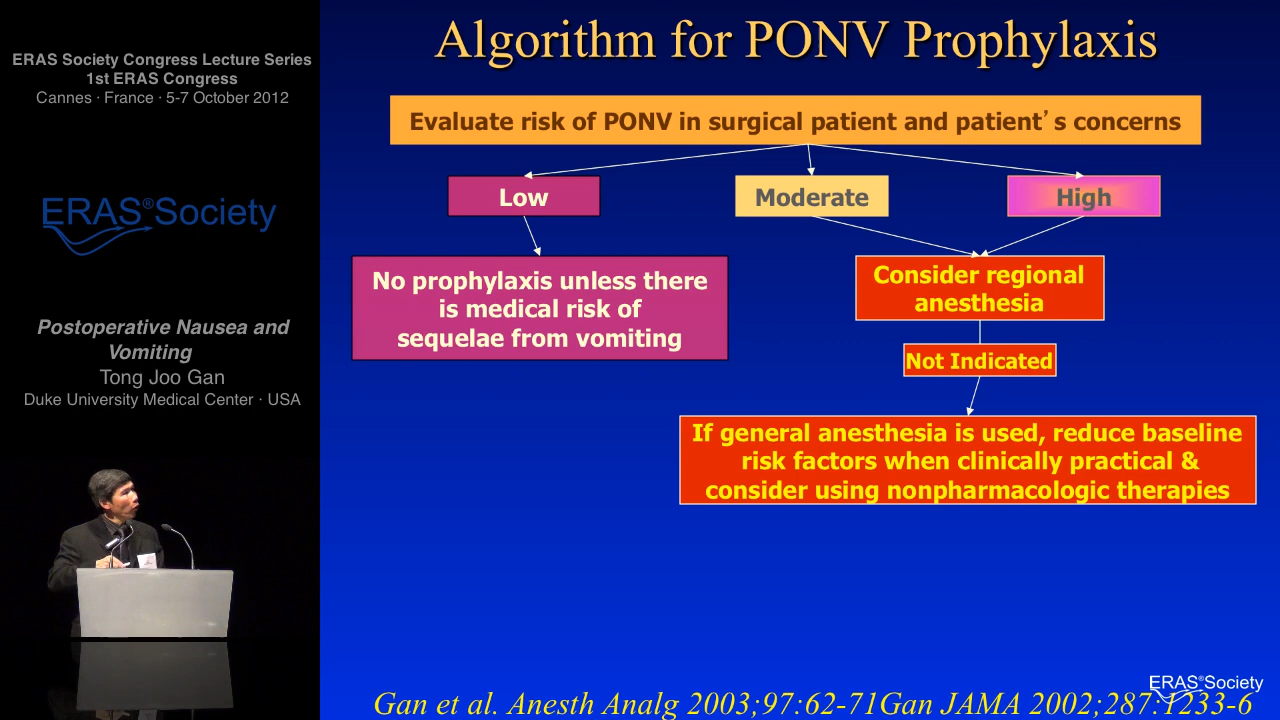 ERAS Society Congress Lecture Series
1st ERAS Congress
Cannes · France · 5-7 October 2012
ERAS®Society
Postoperative Nausea and
Vomiting
Tong Joo Gan
Duke University Medical Center · USA
Algorithm for PONV Prophylaxis
Evaluate risk of PONV in surgical patient and patient's concerns
Low
Moderate
High
No prophylaxis unless there
is medical risk of
sequelae from vomiting
Consider regional
anesthesia
Not Indicated
If general anesthesia is used, reduce baseline
risk factors when clinically practical &
consider using nonpharmacologic therapies
ERAS®Society
Gan et al. Anesth Analg 2003;97:62-71Gan JAMA 2002;287:1233-6